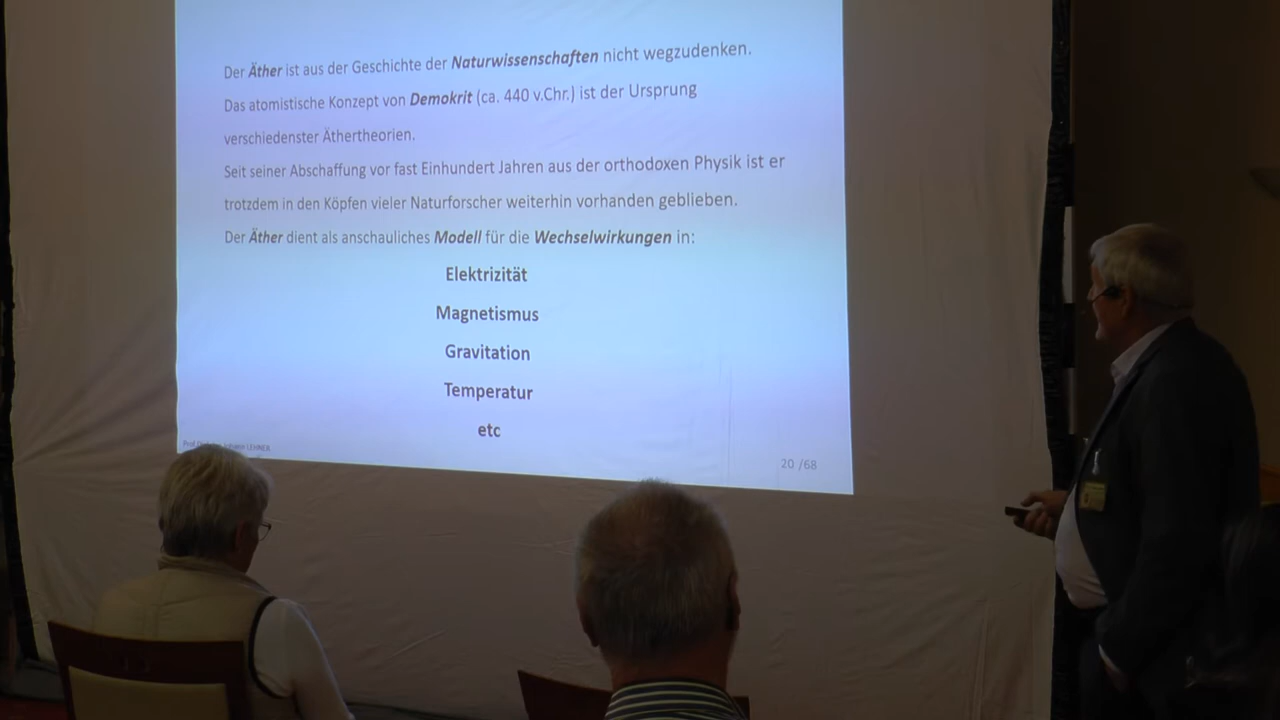 Der Äther ist aus der Geschichte der Naturwissenschaften nicht wegzudenken.
Das atomistische Konzept von Demokrit (ca. 440 v.Chr.) ist der Ursprung
verschiedenster Äthertheorien.
Seit seiner Abschaffung vor fast Einhundert Jahren aus der orthodoxen Physik ist er
trotzdem in den Köpfen vieler Naturforscher weiterhin vorhanden geblieben.
Der Äther dient als anschauliches Modell für die Wechselwirkungen in:
Elektrizität
Magnetismus
Gravitation
Temperatur
etc
LEHNER
20 /68